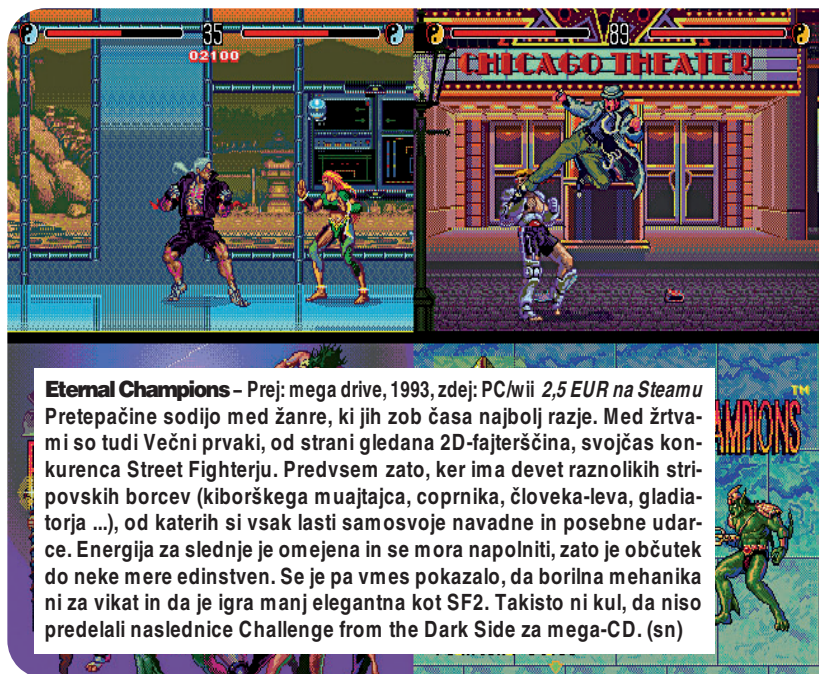 35
02100
89
CHICAGO THEATER
Eternal Champions – Prej: mega drive, 1993, zdej: PC/wii 2,5 EUR na Steamu
Pretepačine sodijo med žanre, ki jih zob časa najbolj razje. Med žrtva-
mi so tudi Večni prvaki, od strani gledana 2D-fajterščina, svojčas kon-
kurenca Street Fighterju. Predvsem zato, ker ima devet raznolikih stri-
povskih borcev (kiborškega muajtajca, coprnika, človeka-leva, gladia-
torja ...), od katerih si vsak lasti samosvoje navadne in posebne udar-
ce. Energija za slednje je omejena in se mora napolniti, zato je občutek
do neke mere edinstven. Se je pa vmes pokazalo, da borilna mehanika
ni za vikat in da je igra manj elegantna kot SF2. Takisto ni kul, da niso
predelali naslednice Challenge from the Dark Side za mega-CD. (sn)
TM